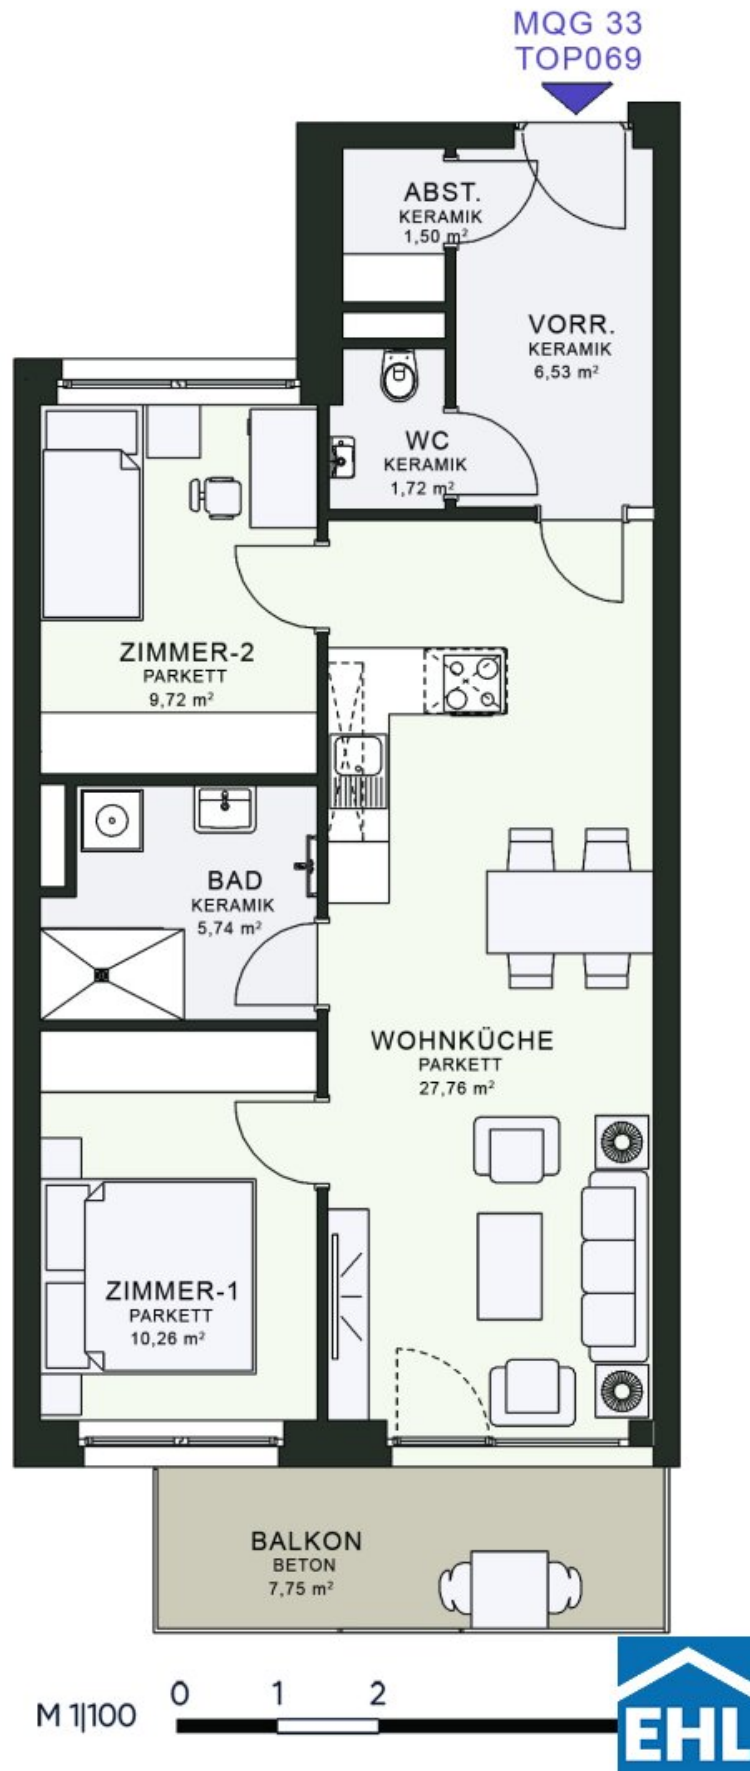 MQG 33
TOP069
ABST.
KERAMIK
1,50 m²
VORR.
KERAMIK
6,53 m²
WC
KERAMIK
1,72 m²
ZIMMER-2
PARKETT
9,72 m²
BAD
KERAMIK
5,74 m²
WOHNKÜCHE
PARKETT
27,76 m²
ZIMMER-1
PARKETT
10,26 m²
BALKON
BETON
7,75 m²
M 1|100
0 1 2
EHL